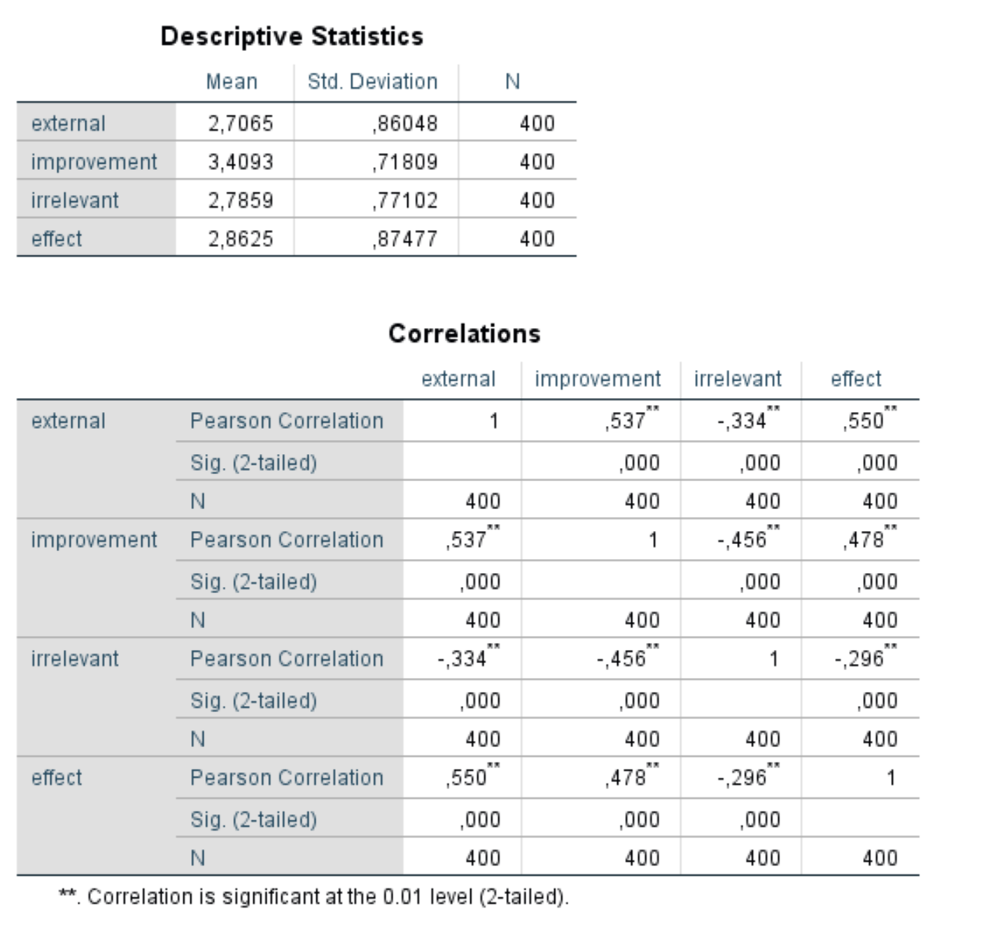 Descriptive Statistics
Mean Std. Deviation N
external 2,7065 ,86048 400
improvement 3,4093 ,71809 400
irrelevant 2,7859 ,77102 400
effect 2,8625 ,87477 400
Correlations
external improvement irrelevant effect
external Pearson Correlation 1 ,537** -,334** ,550**
Sig. (2-tailed) ,000 ,000 ,000
N 400 400 400 400
improvement Pearson Correlation ,537** 1 -,456** ,478**
Sig. (2-tailed) ,000 ,000 ,000
N 400 400 400 400
irrelevant Pearson Correlation -,334** -,456** 1 -,296**
Sig. (2-tailed) ,000 ,000 ,000
N 400 400 400 400
effect Pearson Correlation ,550** ,478** -,296** 1
Sig. (2-tailed) ,000 ,000 ,000
N 400 400 400 400
**. Correlation is significant at the 0.01 level (2-tailed).